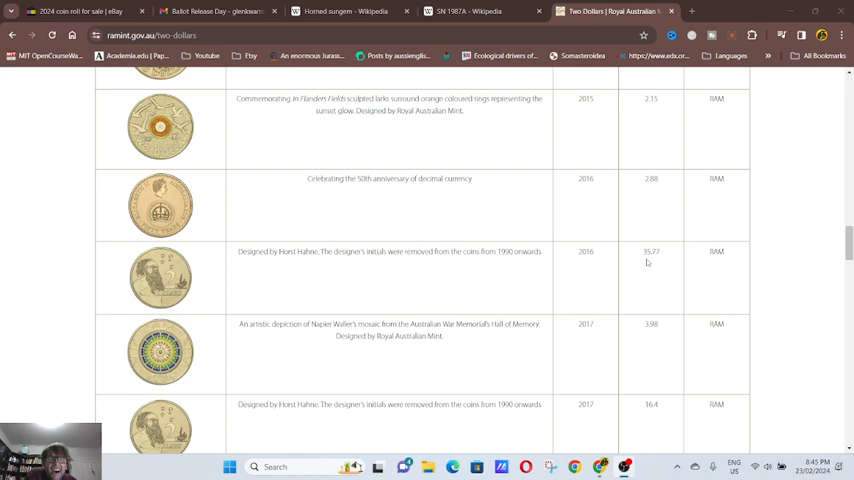 2024 coin roll for sale | eBay
Ballot Release Day - glenkwar
Horned sungem - Wikipedia
SN 1987A - Wikipedia
Two Dollars | Royal Australian M
ramint.gov.au/two-dollars
MIT OpenCourseWa...
Academia.edu | Pap...
YouTube
Etsy
An enormous Jurass...
Posts by aussienglis...
Ecological drivers of...
Somasteroidea
https://www.edx.org...
Languages
»
All Bookmarks
Commemorating In Flanders Fields sculpted larks surround orange coloured rings representing the
sunset glow. Designed by Royal Australian Mint.
2015
2.15
RAM
Celebrating the 50th anniversary of decimal currency
2016
2.88
RAM
Designed by Horst Hahne. The designer's initials were removed from the coins from 1990 onwards
2016
35.77
RAM
An artistic depiction of Napier Waller's mosaic from the Australian War Memorial's Hall of Memory.
Designed by Royal Australian Mint.
2017
3.98
RAM
Designed by Horst Hahne. The designer's initials were removed from the coins from 1990 onwards
2017
16.4
RAM
Search
ENG
US
8:45 PM
23/02/2024